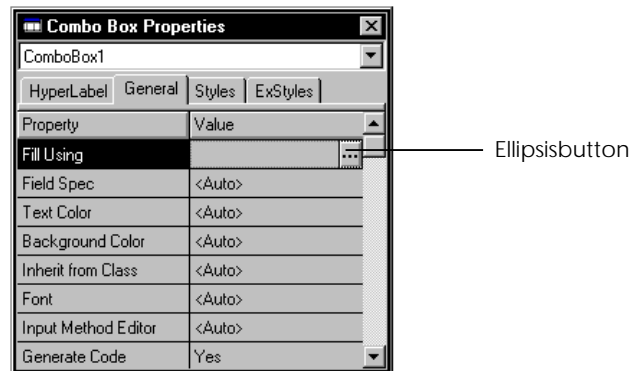 Combo Box Properties
ComboBox1
HyperLabel General Styles ExStyles
Property Value
Fill Using ...
Ellipsisbutton
Field Spec <Auto>
Text Color <Auto>
Background Color <Auto>
Inherit from Class <Auto>
Font <Auto>
Input Method Editor <Auto>
Generate Code Yes